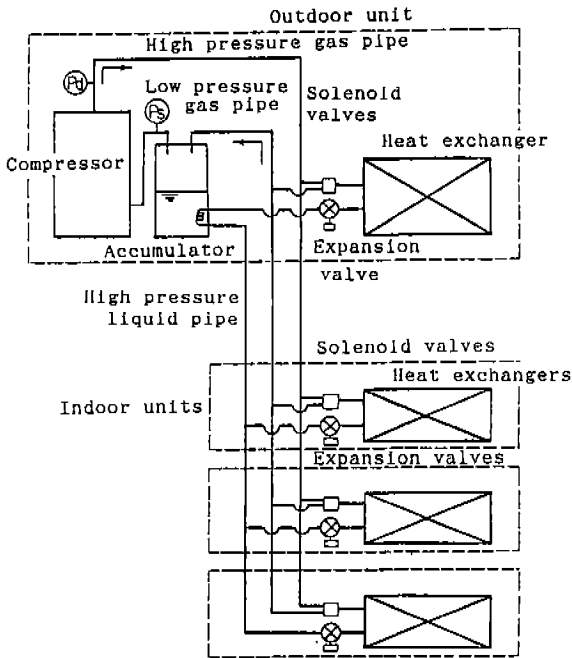 Outdoor unit
High pressure gas pipe
Pd
Low pressure
gas pipe
Ps
Solenoid
valves
Heat exchanger
Compressor
Accumulator
Expansion
valve
High pressure
liquid pipe
Solenoid valves
Heat exchangers
Indoor units
Expansion valves